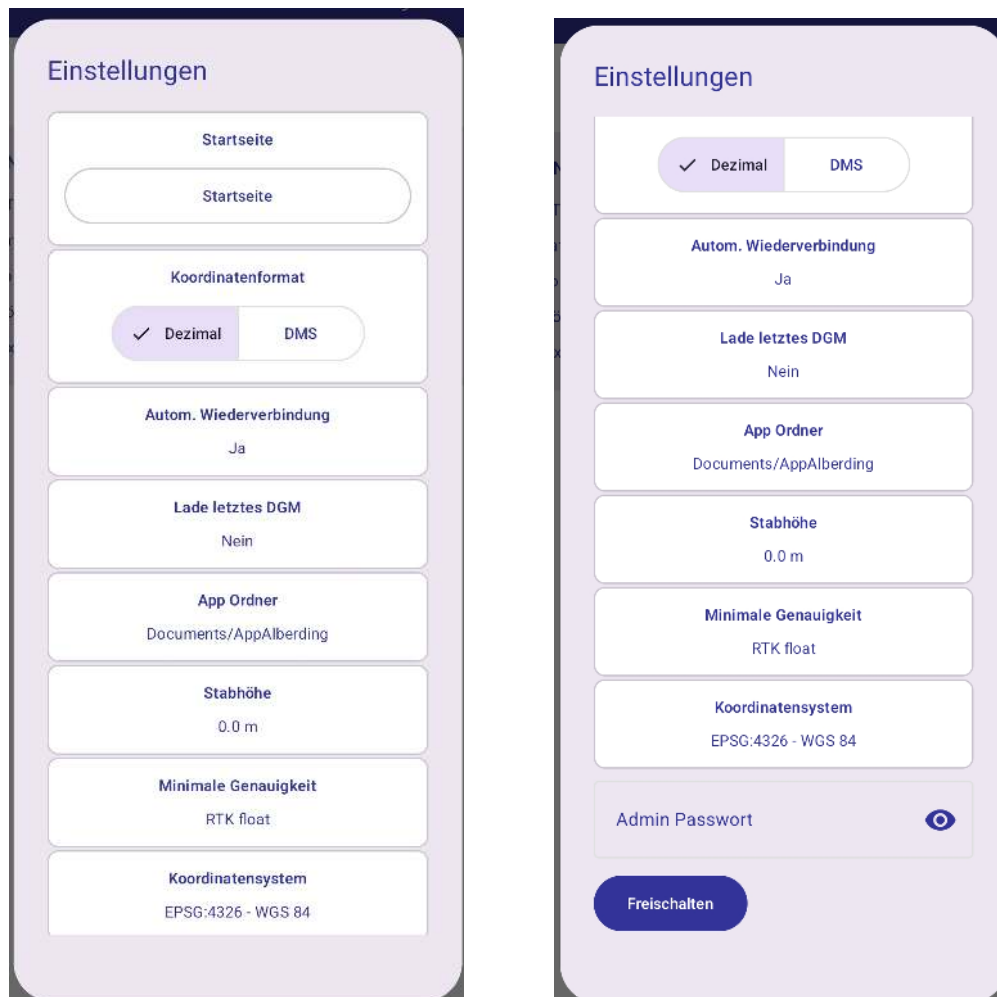 Einstellungen
Startseite
Startseite
Koordinatenformat
Dezimal DMS
Autom. Wiederverbindung
Ja
Lade letztes DGM
Nein
App Ordner
Documents/AppAlberding
Stabhöhe
0.0 m
Minimale Genauigkeit
RTK float
Koordinatensystem
EPSG:4326 - WGS 84
Einstellungen
Dezimal DMS
Autom. Wiederverbindung
Ja
Lade letztes DGM
Nein
App Ordner
Documents/AppAlberding
Stabhöhe
0.0 m
Minimale Genauigkeit
RTK float
Koordinatensystem
EPSG:4326 - WGS 84
Admin Passwort
Freischalten